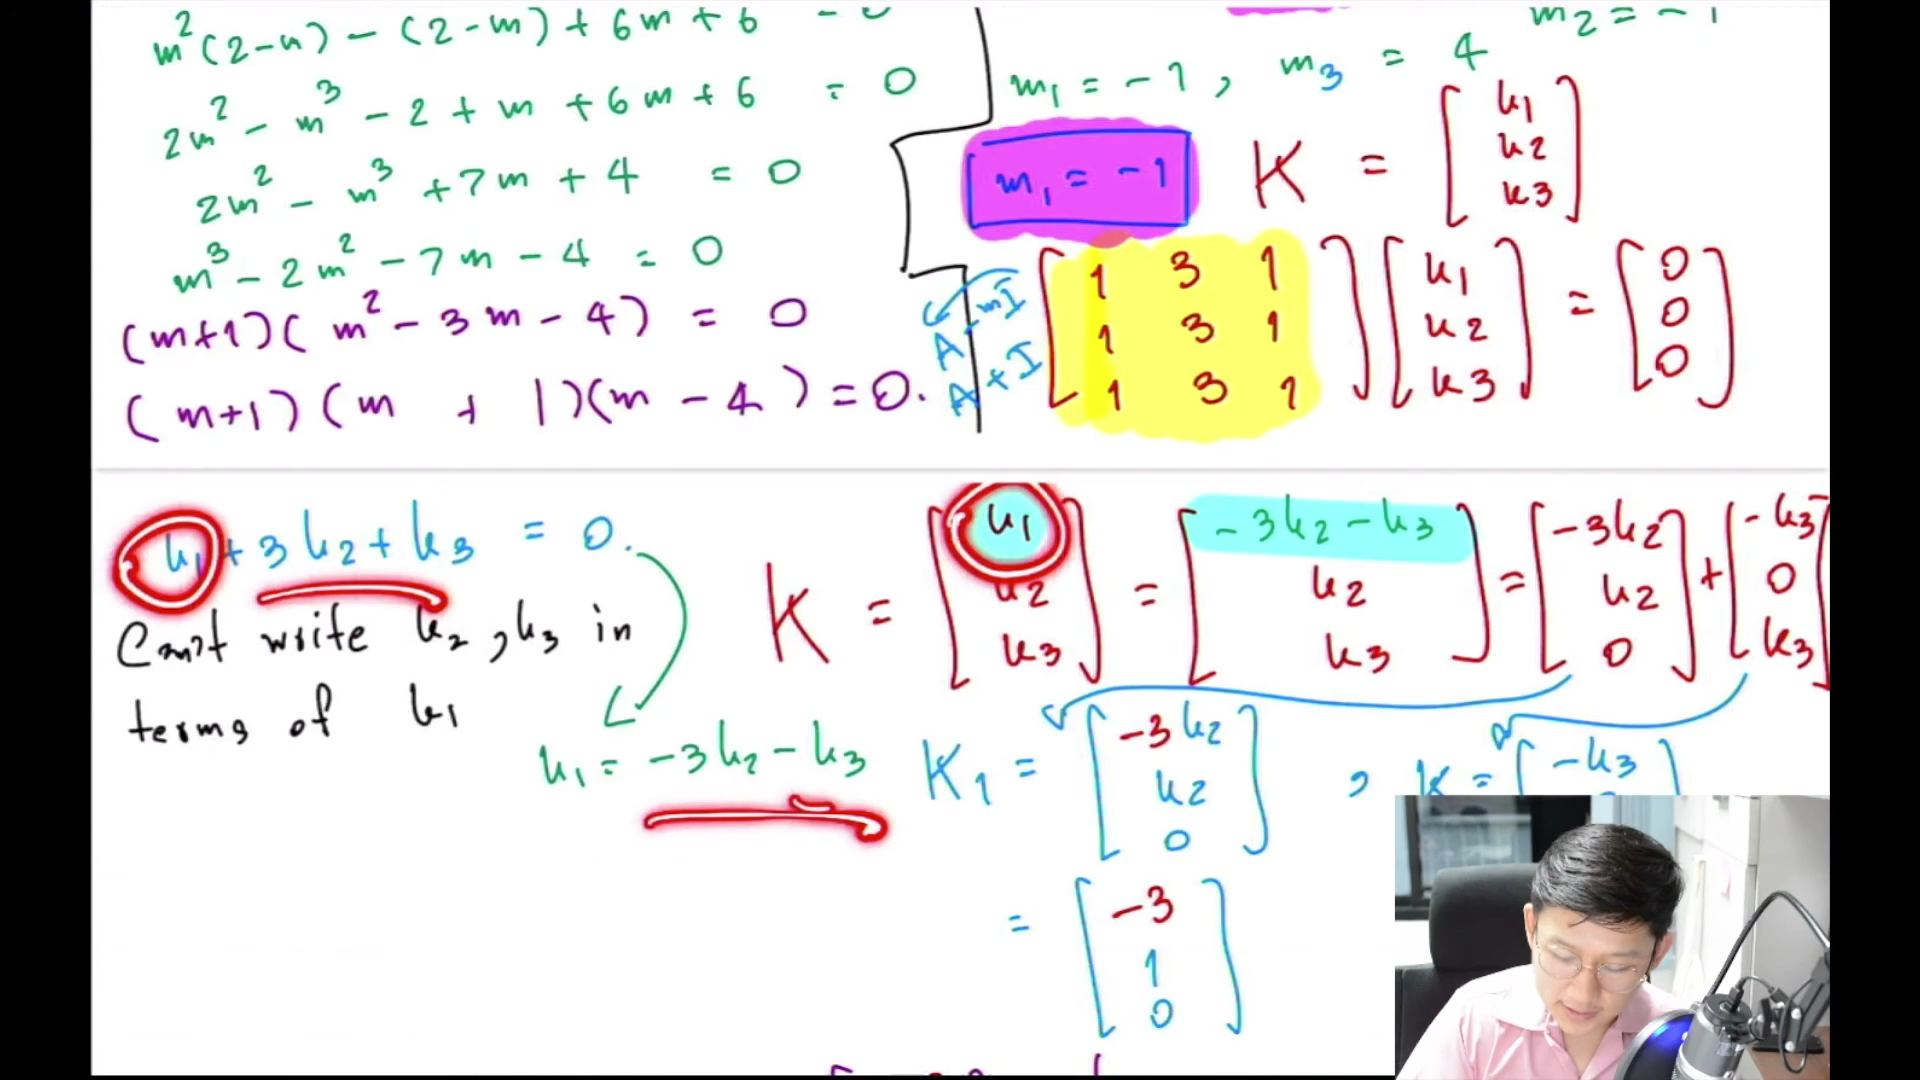 m²(2-m) - (2-m) + 6m + 6 = 0
2m² - m³ - 2 + m + 6m + 6 = 0
2m² - m³ + 7m + 4 = 0
m³ - 2m² - 7m - 4 = 0
(m+1)(m² - 3m - 4) = 0
(m+1)(m + 1)(m - 4) = 0.
m₂ = -1
m₁ = -1, m₃ = 4
m₁ = -1
K = [k₁ k₂ k₃]
A - mI
A + I
[1 3 1 [k₁ [0
1 3 1 k₂ = 0
1 3 1] k₃] 0]
k₁ + 3k₂ + k₃ = 0.
Can't write k₂, k₃ in
terms of k₁
k₁ = -3k₂ - k₃
K = [k₁ k₂ k₃] = [-3k₂ - k₃ k₂ k₃] = [-3k₂ k₂ 0] + [-k₃ 0 k₃]
K₁ = [-3k₂ k₂ 0] , K = [-k₃
= [-3 1 0]